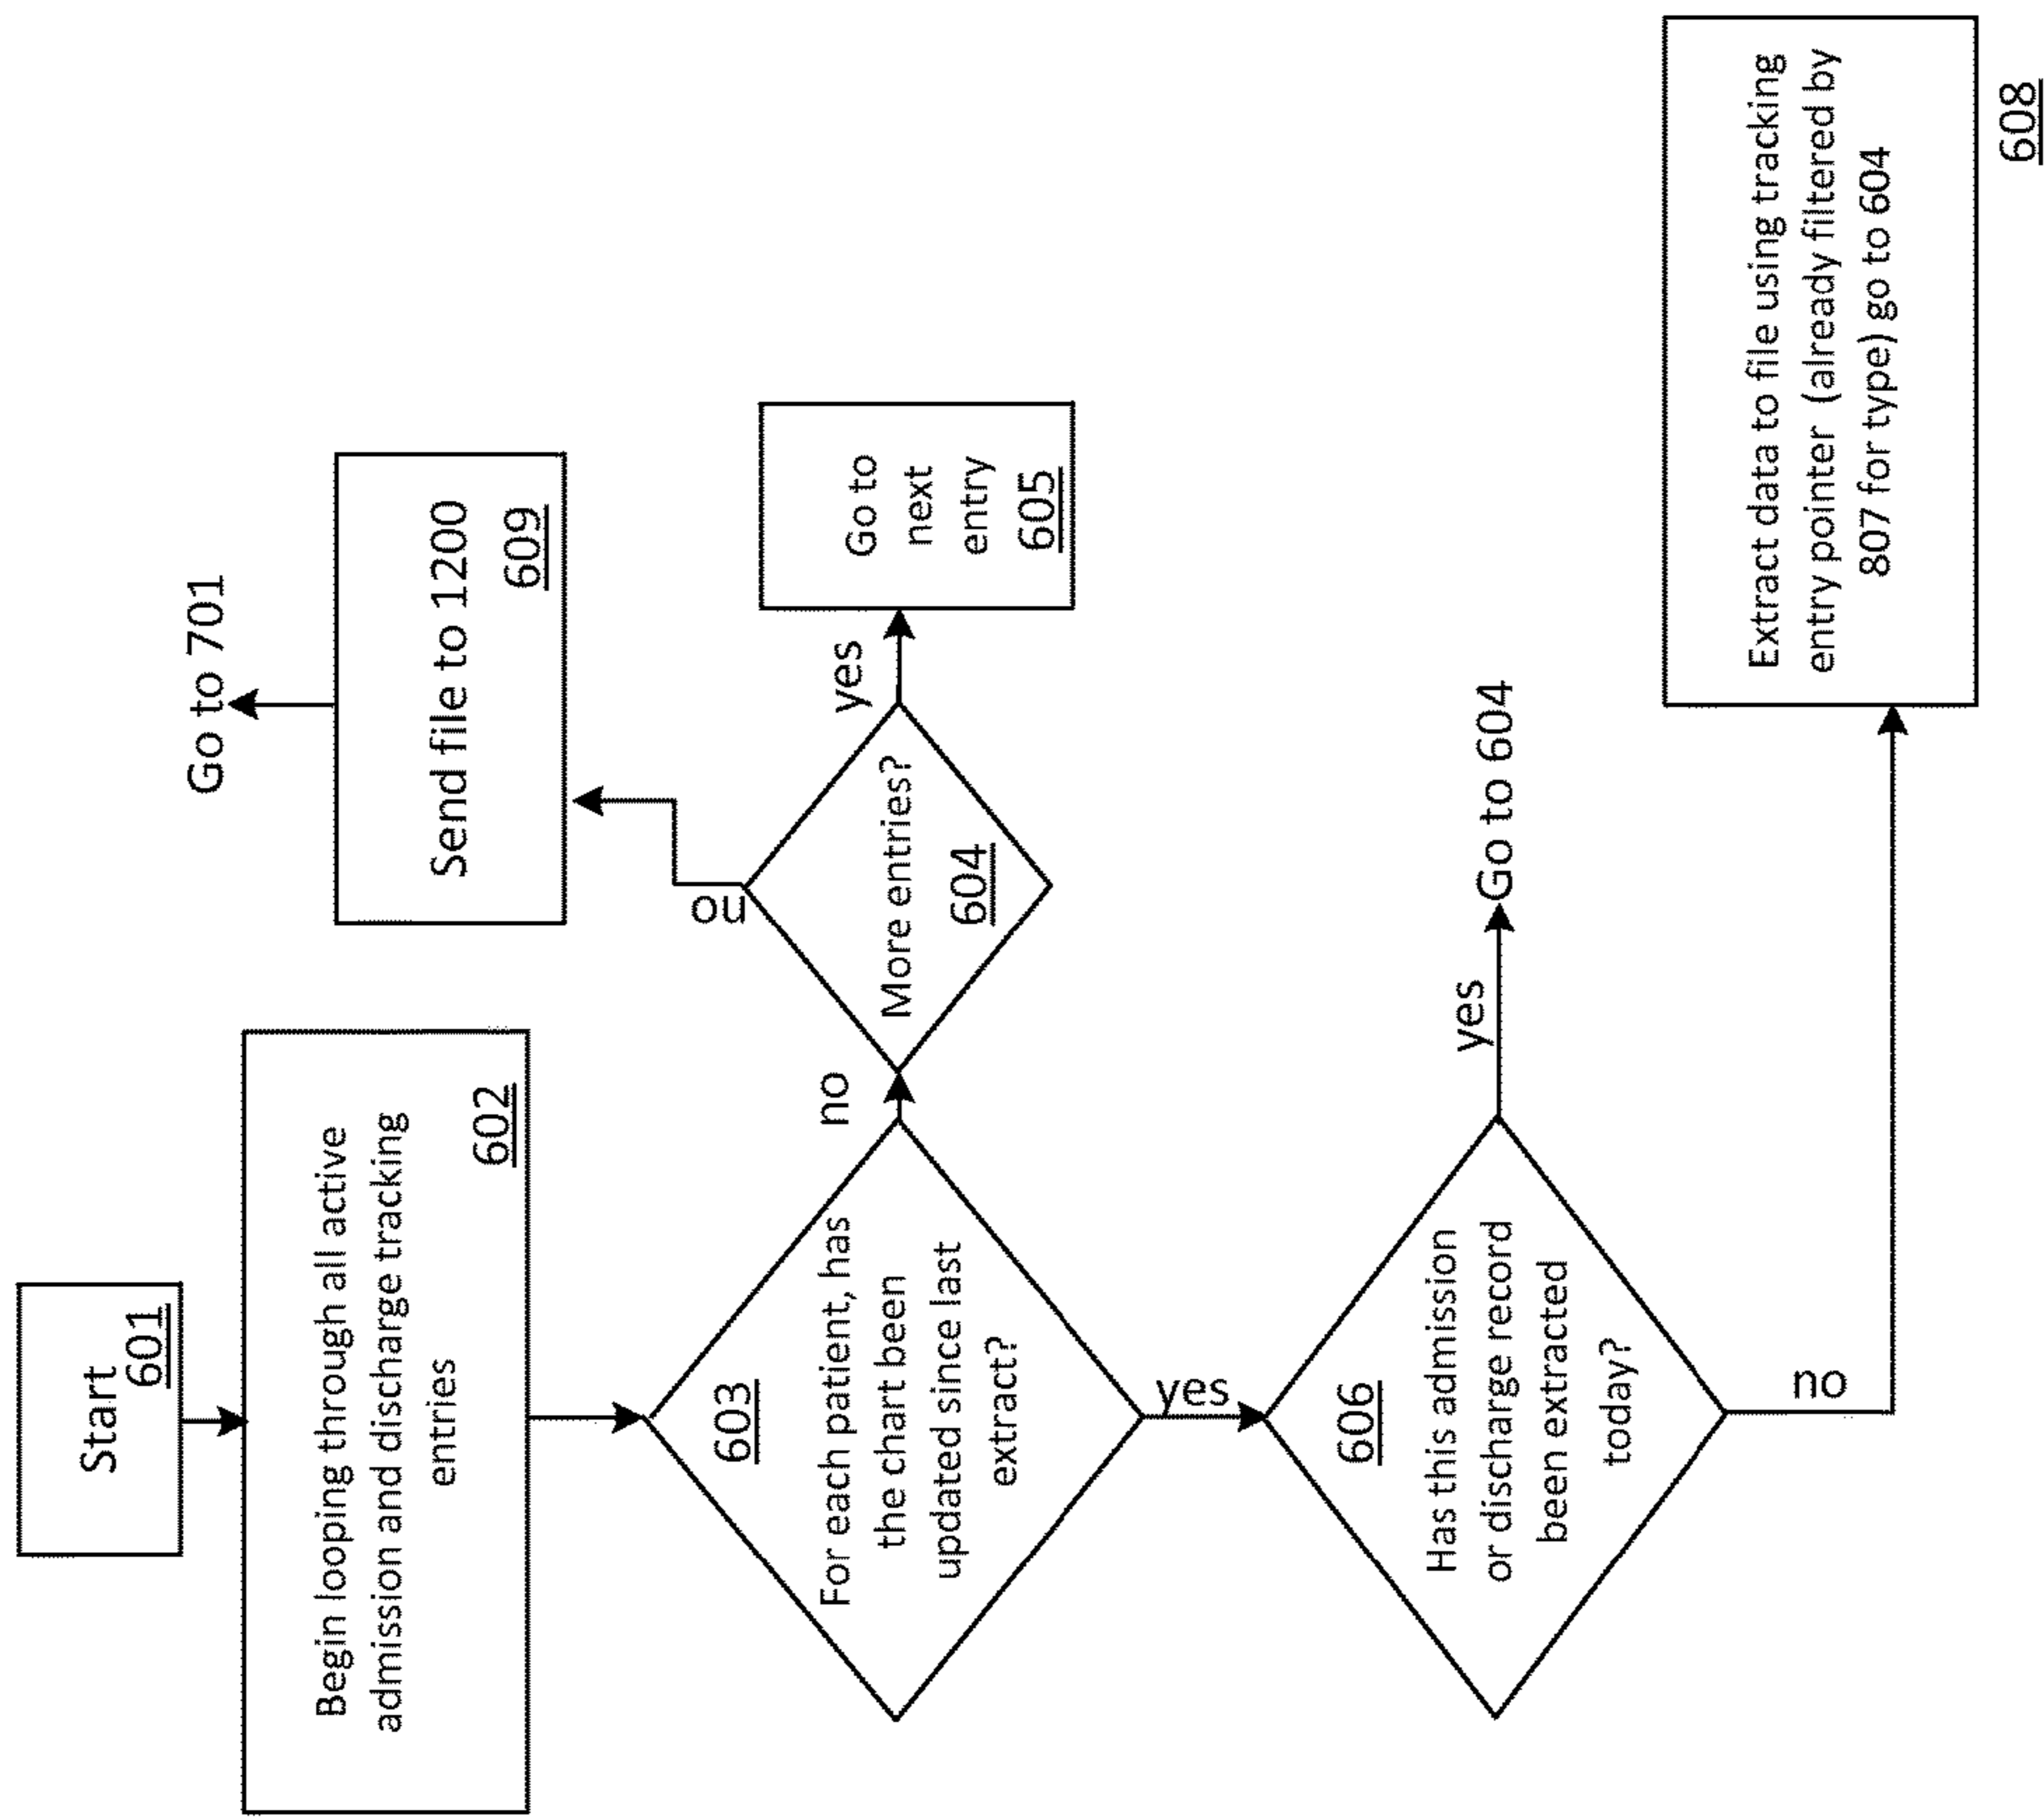 Start
601
Begin looping through all active
admission and discharge tracking
entries
602
603
For each patient, has
the chart been
updated since last
extract?
no
More entries?
604
no
Send file to 1200
609
Go to 701
yes
Go to
next
entry
605
yes
606
Has this admission
or discharge record
been extracted
today?
yes
Go to 604
no
Extract data to file using tracking
entry pointer (already filtered by
807 for type) go to 604
608